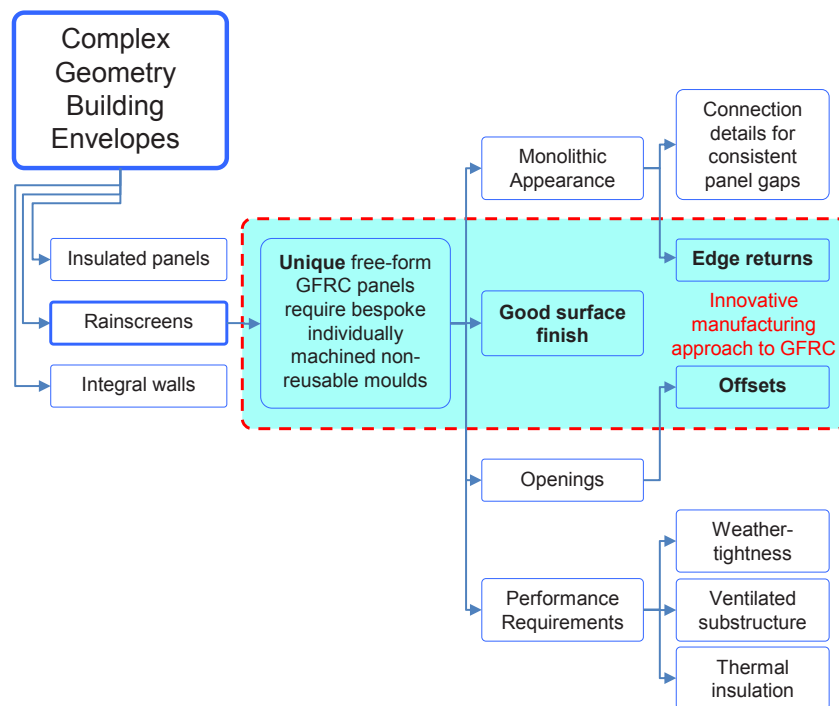 Complex
Geometry
Building
Envelopes
Insulated panels
Rainscreens
Integral walls
Unique free-form
GFRC panels
require bespoke
individually
machined non-
reusable moulds
Monolithic
Appearance
Good surface
finish
Openings
Performance
Requirements
Connection
details for
consistent
panel gaps
Edge returns
Innovative
manufacturing
approach to GFRC
Offsets
Weather-
tightness
Ventilated
substructure
Thermal
insulation